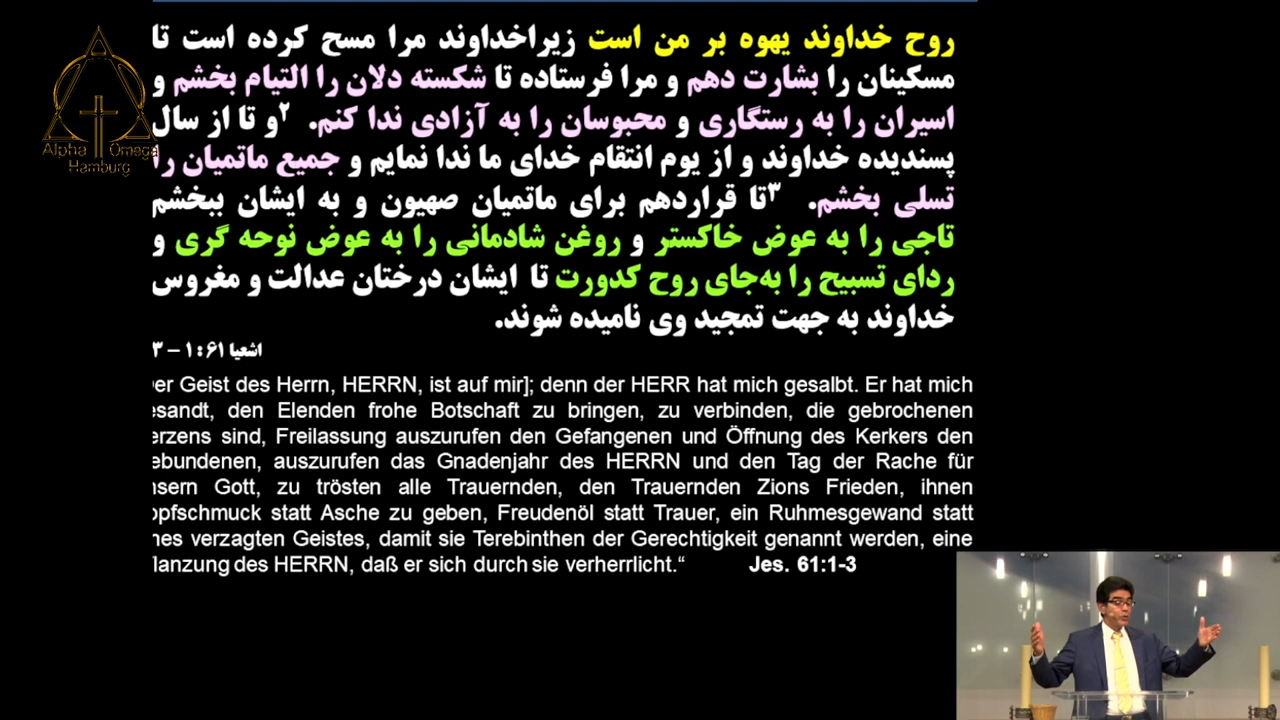 روح خداوند یهوه بر من است زیراخداوند مرا مسح کرده است تا
مسکینان را بشارت دهم و مرا فرستاده تا شکسته دلان را التیام بخشم و
اسیران را به رستگاری و محبوسان را به آزادی ندا کنم. ۲و تا از سال
پسندیده خداوند و از یوم انتقام خدای ما ندا نمایم و جمیع ماتمیان را
تسلی بخشم. ۳تا قراردهم برای ماتمیان صهیون و به ایشان ببخشم
تاجی را به عوض خاکستر و روغن شادمانی را به عوض نوحه گری و
ردای تسبیح را به‌جای روح کدورت تا ایشان درختان عدالت و مغروس
خداوند به جهت تمجید وی نامیده شوند.
اشعیا ۶۱:۱ – ۳
er Geist des Herrn, HERRN, ist auf mir]; denn der HERR hat mich gesalbt. Er hat mich
esandt, den Elenden frohe Botschaft zu bringen, zu verbinden, die gebrochenen
erzens sind, Freilassung auszurufen den Gefangenen und Öffnung des Kerkers den
ebundenen, auszurufen das Gnadenjahr des HERRN und den Tag der Rache für
nsern Gott, zu trösten alle Trauernden, den Trauernden Zions Frieden, ihnen
opfschmuck statt Asche zu geben, Freudenöl statt Trauer, ein Ruhmesgewand statt
nes verzagten Geistes, damit sie Terebinthen der Gerechtigkeit genannt werden, eine
lanzung des HERRN, daß er sich durch sie verherrlicht.“ Jes. 61:1-3
Alpha Omega
Hamburg